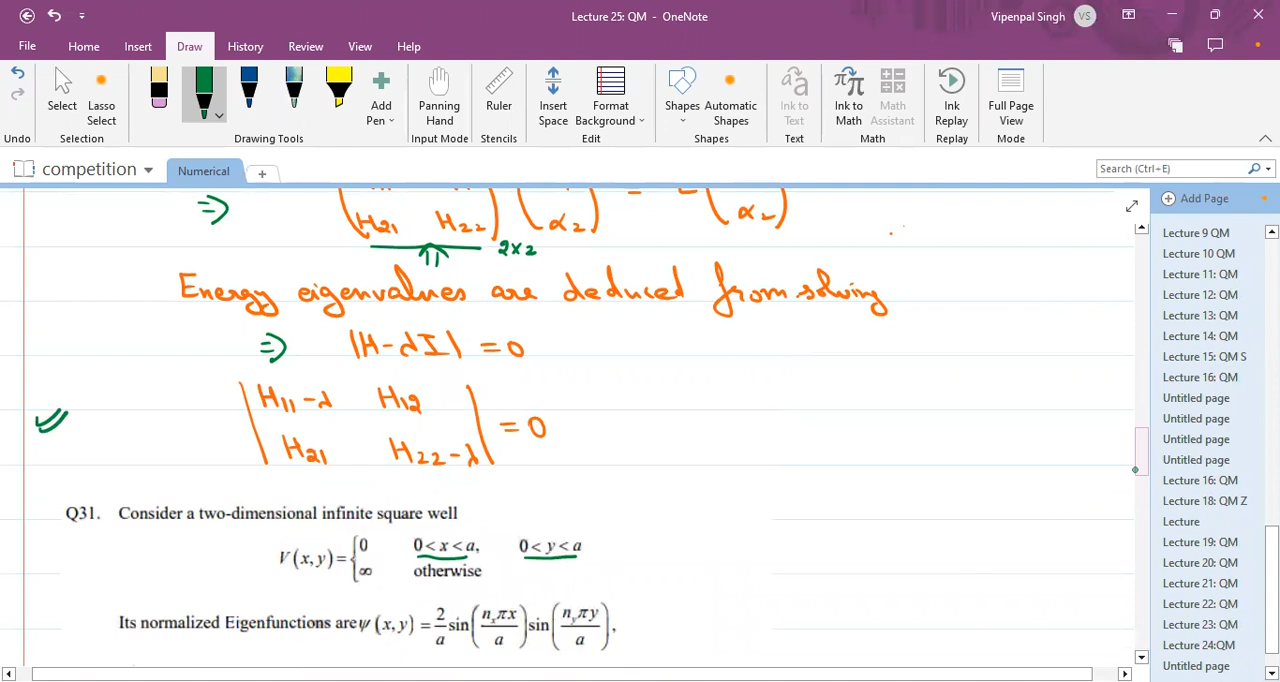 Lecture 25: QM - OneNote
Vipenpal Singh VS
File Home Insert Draw History Review View Help
Undo
Select Lasso Select
Selection
Add Pen
Drawing Tools
Panning Hand
Input Mode
Ruler
Stencils
Insert Space Format Background
Edit
Shapes Automatic Shapes
Shapes
Ink to Text
Text
Ink to Math Math Assistant
Math
Ink Replay
Replay
Full Page View
Mode
competition Numerical
Search (Ctrl+E)
Add Page
Lecture 9 QM
Lecture 10 QM
Lecture 11: QM
Lecture 12: QM
Lecture 13: QM
Lecture 14: QM
Lecture 15: QM S
Lecture 16: QM
Untitled page
Untitled page
Untitled page
Untitled page
Lecture 16: QM
Lecture 18: QM Z
Lecture
Lecture 19: QM
Lecture 20: QM
Lecture 21: QM
Lecture 22: QM
Lecture 23: QM
Lecture 24:QM
Untitled page
⇒ H21 H22 α2 = α2
2x2
Energy eigenvalues are deduced from solving
⇒ |H-λI| = 0
|H11-λ H12|
|H21 H22-λ| = 0
Q31. Consider a two-dimensional infinite square well
V(x, y) = { 0 0 < x < a, 0 < y < a
∞ otherwise
Its normalized Eigenfunctions are ψ(x, y) = 2/a sin(nₓπx/a) sin(n_yπy/a),